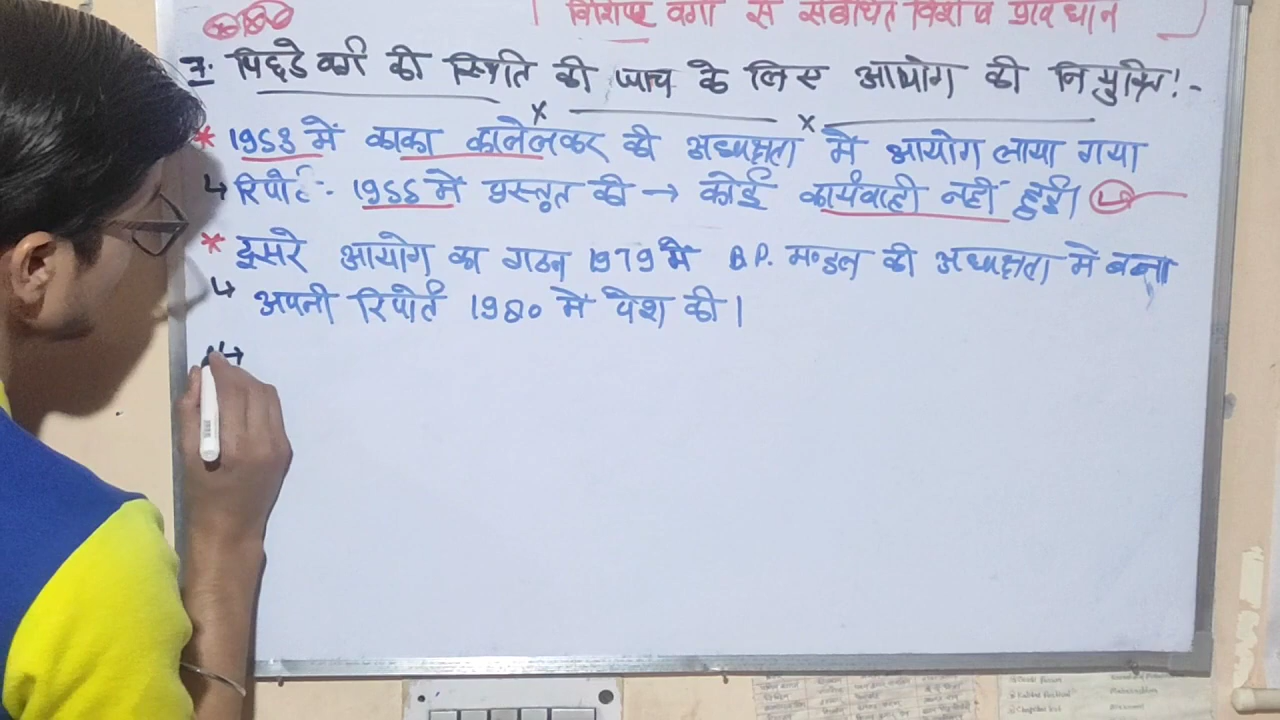 विशिष्ट वर्गो से संबंधित विशेष प्रावधान
7. पिछडे वर्ग की स्थिति की जाच के लिए आयोग की नियुक्ति:-
* 1953 में काका कालेलकर की अध्यक्षता में आयोग लाया गया
↳ रिपोर्ट:- 1955 में प्रस्तुत की → कोई कार्यवाही नहीं हुई।
* दूसरे आयोग का गठन 1979 में B.P. मण्डल की अध्यक्षता में बना
↳ अपनी रिपोर्ट 1980 में पेश की।